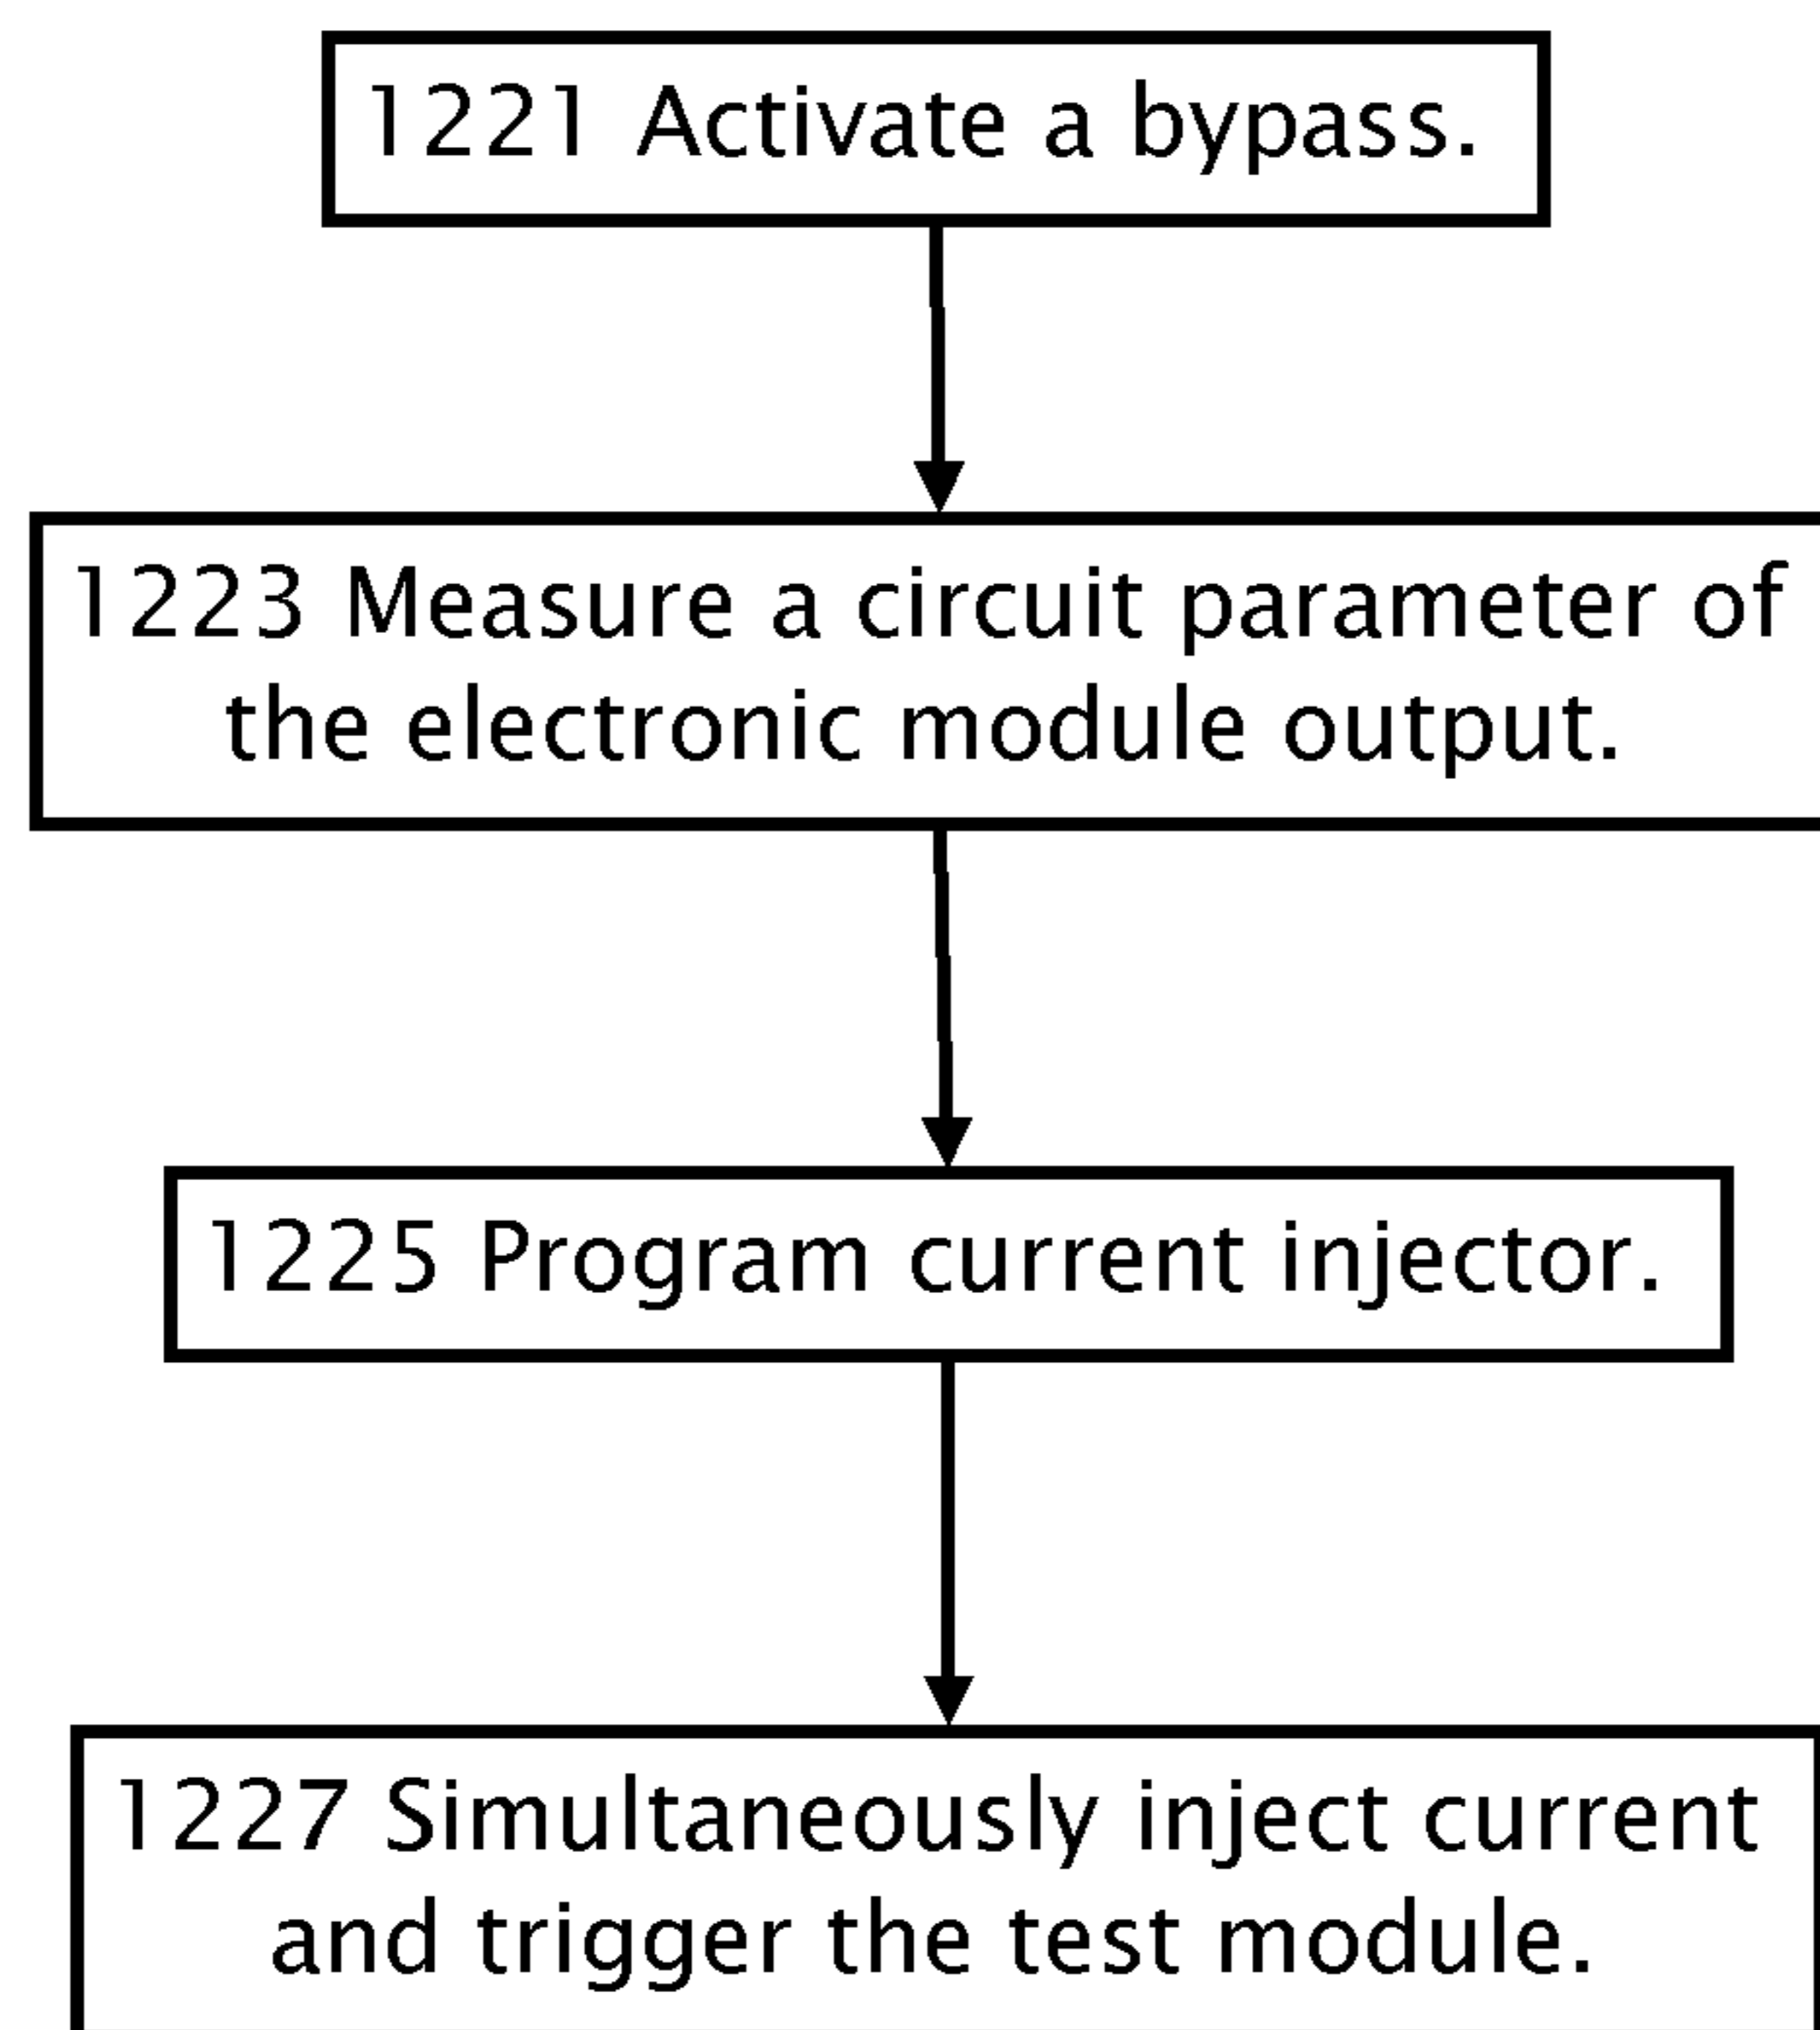 1221 Activate a bypass.
1223 Measure a circuit parameter of
the electronic module output.
1225 Program current injector.
1227 Simultaneously inject current
and trigger the test module.